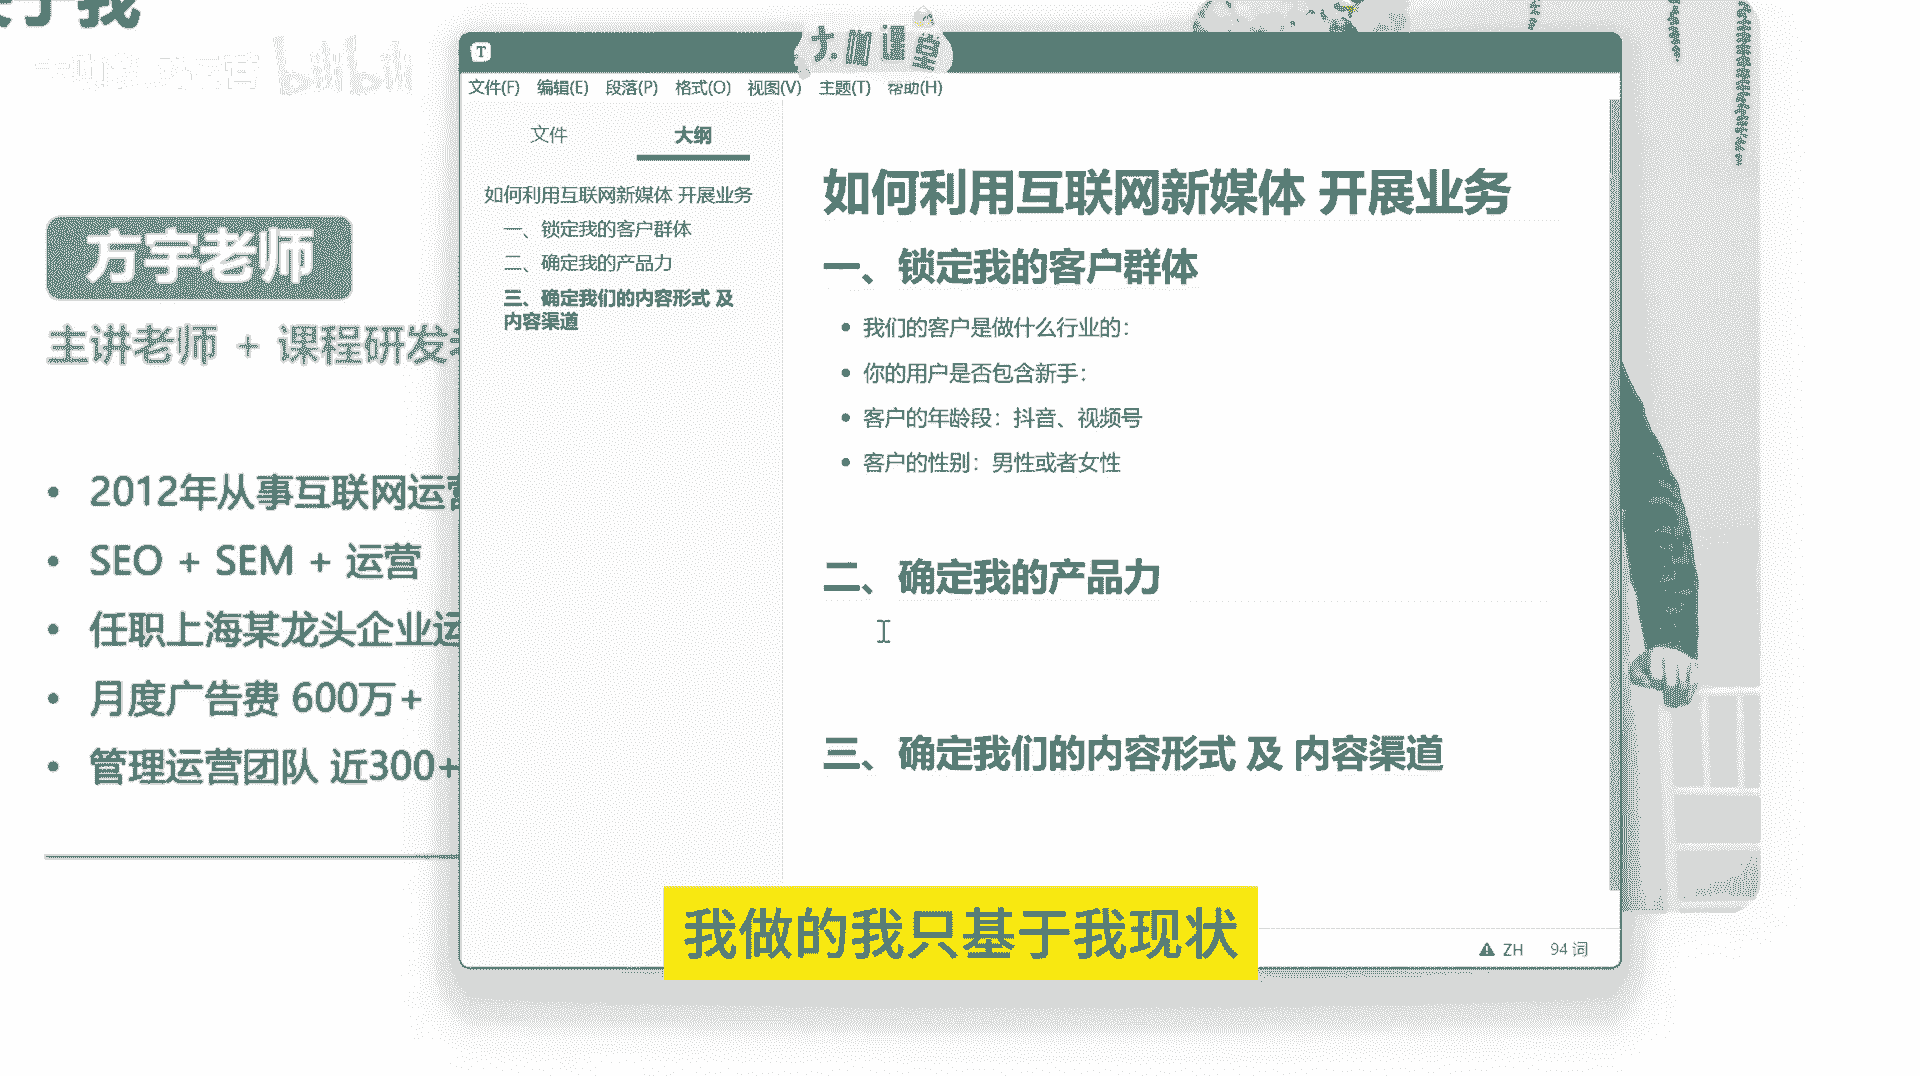 大咖课堂
bilibili
文件(F) 编辑(E) 段落(P) 格式(O) 视图(V) 主题(T) 帮助(H)
文件 大纲
如何利用互联网新媒体 开展业务
一、锁定我的客户群体
二、确定我的产品力
三、确定我们的内容形式 及
内容渠道
如何利用互联网新媒体 开展业务
一、锁定我的客户群体
• 我们的客户是做什么行业的：
• 你的用户是否包含新手：
• 客户的年龄段：抖音、视频号
• 客户的性别：男性或者女性
二、确定我的产品力
三、确定我们的内容形式 及 内容渠道
ZH 94 词
方宇老师
主讲老师 + 课程研发
• 2012年从事互联网运营
• SEO + SEM + 运营
• 任职上海某龙头企业运
• 月度广告费 600万+
• 管理运营团队 近300+
我做的我只基于我现状